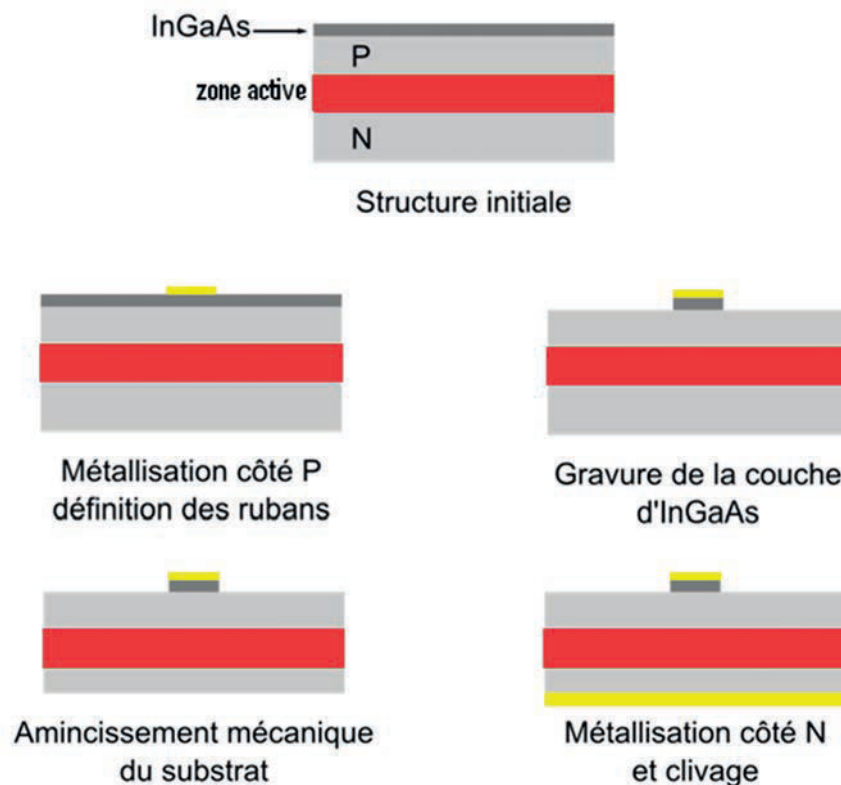 InGaAs
P
zone active
N
Structure initiale
Métallisation côté P
définition des rubans
Gravure de la couche
d'InGaAs
Amincissement mécanique
du substrat
Métallisation côté N
et clivage